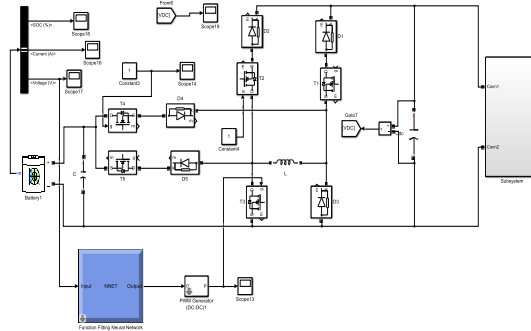 From6
[VDC]
Scope19
<SOC (%)>
Scope18
<Current (A)>
Scope16
<Voltage (V)>
Scope17
D2
D1
1
Constant3
Scope14
T2
T1
T4
D4
1
Constant4
Goto7
[VDC]
Conn1
Conn2
Subsystem
T5
D5
L
C
Battery1
T3
D3
Input
NNET
Output
Function Fitting Neural Network
D
P
PWM Generator
(DC-DC)1
Scope13